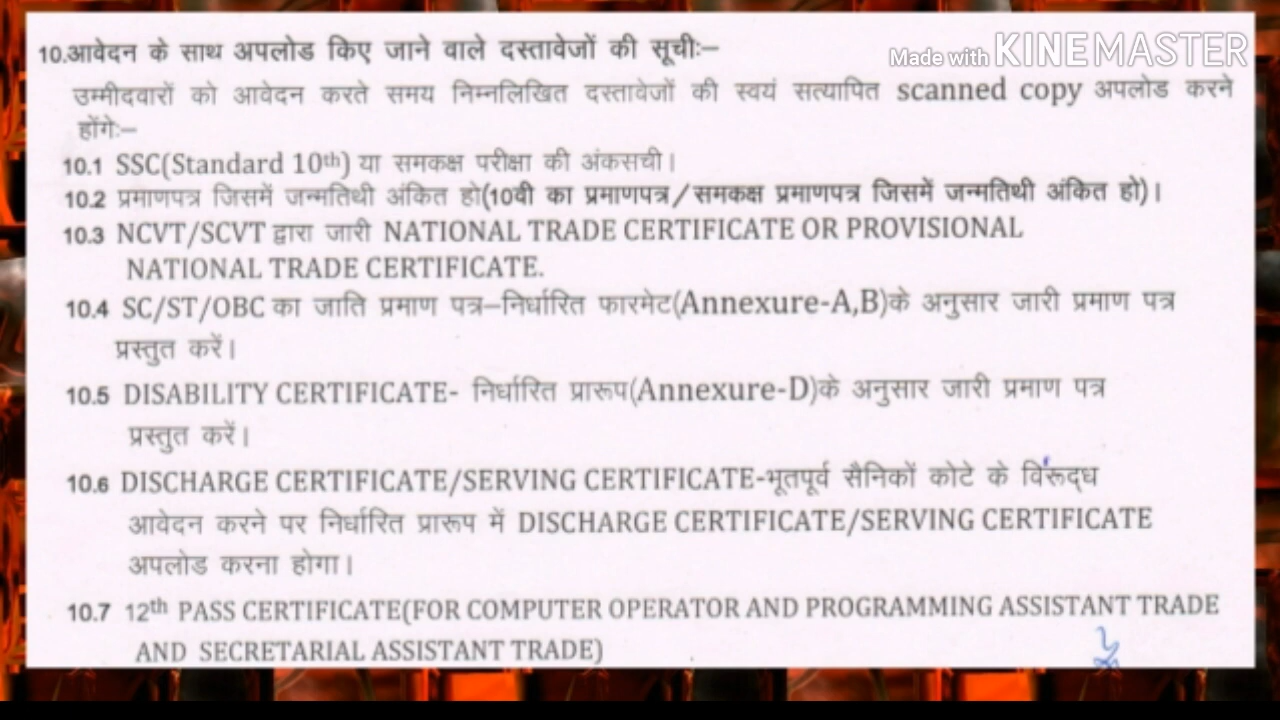 10.आवेदन के साथ अपलोड किए जाने वाले दस्तावेजों की सूचीः–
Made with KINEMASTER
उम्मीदवारों को आवेदन करते समय निम्नलिखित दस्तावेजों की स्वयं सत्यापित scanned copy अपलोड करने
होंगेः–
10.1 SSC(Standard 10th) या समकक्ष परीक्षा की अंकसची।
10.2 प्रमाणपत्र जिसमें जन्मतिथी अंकित हो(10वी का प्रमाणपत्र/समकक्ष प्रमाणपत्र जिसमें जन्मतिथी अंकित हो)।
10.3 NCVT/SCVT द्वारा जारी NATIONAL TRADE CERTIFICATE OR PROVISIONAL
NATIONAL TRADE CERTIFICATE.
10.4 SC/ST/OBC का जाति प्रमाण पत्र–निर्धारित फारमेट(Annexure-A,B)के अनुसार जारी प्रमाण पत्र
प्रस्तुत करें।
10.5 DISABILITY CERTIFICATE- निर्धारित प्रारूप(Annexure-D)के अनुसार जारी प्रमाण पत्र
प्रस्तुत करें।
10.6 DISCHARGE CERTIFICATE/SERVING CERTIFICATE-भूतपूर्व सैनिकों कोटे के विरूद्ध
आवेदन करने पर निर्धारित प्रारूप में DISCHARGE CERTIFICATE/SERVING CERTIFICATE
अपलोड करना होगा।
10.7 12th PASS CERTIFICATE(FOR COMPUTER OPERATOR AND PROGRAMMING ASSISTANT TRADE
AND SECRETARIAL ASSISTANT TRADE)